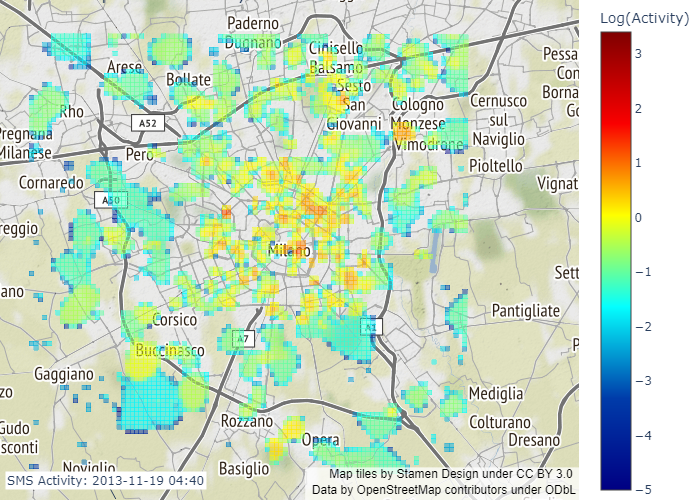 Log(Activity)
Paderno
Dugnano
Cinisello
Balsamo
Arese
Bollate
Sesto
San
Giovanni
Cologno
Monzese
Vimodrone
Cernusco
sul
Naviglio
Rho
A52
Pregnana
Milanese
Pero
Pioltello
Cornaredo
A50
Vignat
reggio
Milano
Sett
ano
Corsico
A7
A1
Pantigliate
Buccinasco
Gaggiano
P
zo
Mediglia
Rozzano
Colturano
Gudo
sconti
Opera
Dresano
Noviglio
Basiglio
Pessa
Con
Borna
Go
3
2
1
0
−1
−2
−3
−4
−5
SMS Activity: 2013-11-19 04:40
Map tiles by Stamen Design under CC BY 3.0
Data by OpenStreetMap contributors under ODbL